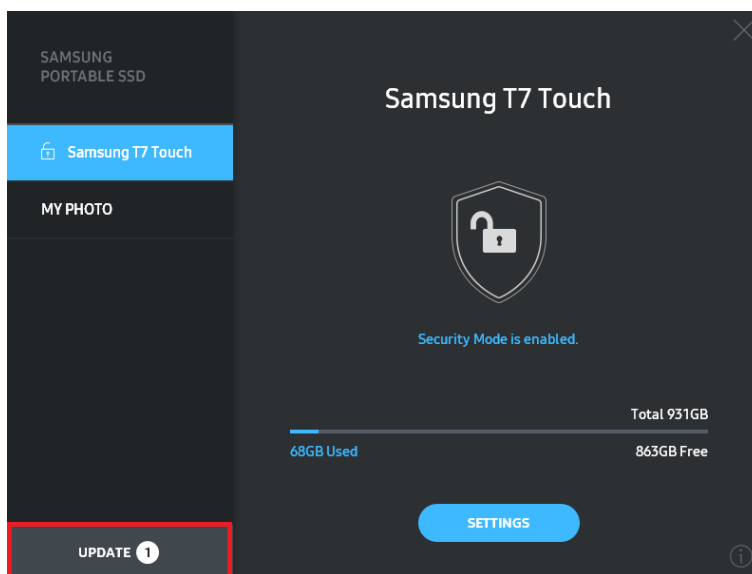 SAMSUNG
PORTABLE SSD
Samsung T7 Touch
MY PHOTO
UPDATE 1
Samsung T7 Touch
Security Mode is enabled.
Total 931GB
68GB Used
863GB Free
SETTINGS